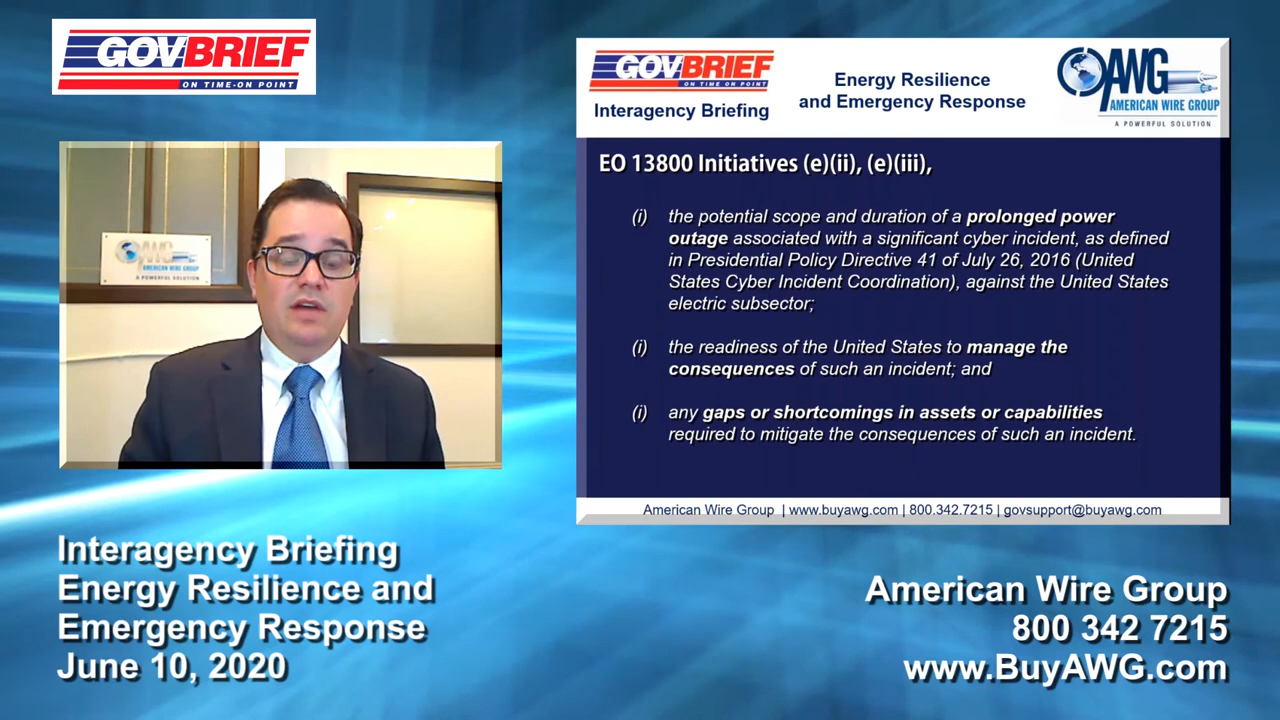 GOVBRIEF
ON TIME-ON POINT
AWG
AMERICAN WIRE GROUP
A POWERFUL SOLUTION
Interagency Briefing
Energy Resilience and
Emergency Response
June 10, 2020
GOVBRIEF
ON TIME-ON POINT
Interagency Briefing
Energy Resilience
and Emergency Response
AWG
AMERICAN WIRE GROUP
A POWERFUL SOLUTION
EO 13800 Initiatives (e)(ii), (e)(iii),
(i) the potential scope and duration of a prolonged power
outage associated with a significant cyber incident, as defined
in Presidential Policy Directive 41 of July 26, 2016 (United
States Cyber Incident Coordination), against the United States
electric subsector;
(i) the readiness of the United States to manage the
consequences of such an incident; and
(i) any gaps or shortcomings in assets or capabilities
required to mitigate the consequences of such an incident.
American Wire Group | www.buyawg.com | 800.342.7215 | govsupport@buyawg.com
American Wire Group
800 342 7215
www.BuyAWG.com